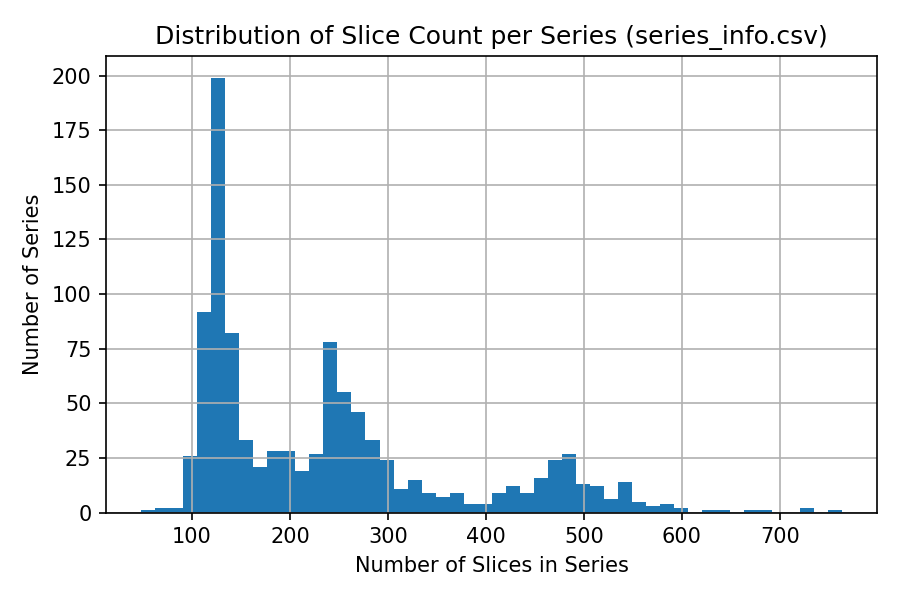 Distribution of Slice Count per Series (series_info.csv)
Number of Series
200
175
150
125
100
75
50
25
0
100 200 300 400 500 600 700
Number of Slices in Series